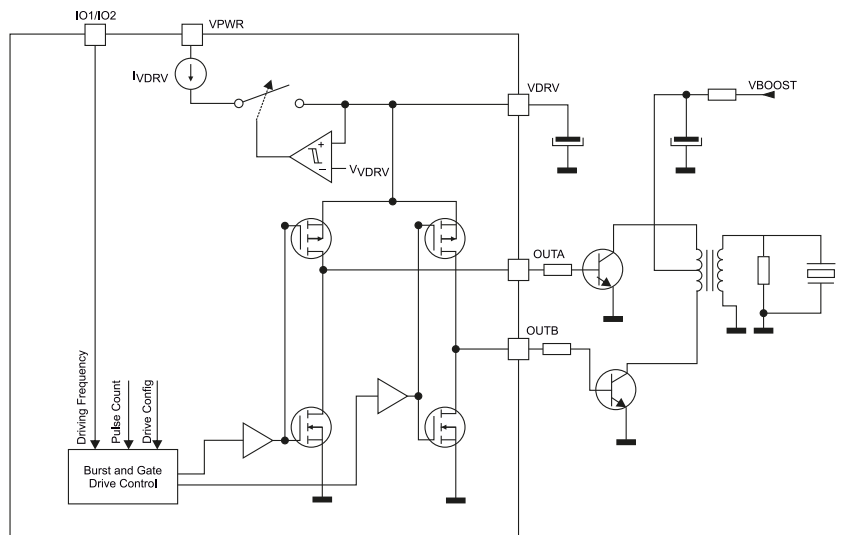 IO1/IO2
VPWR
IVDRV
VDRV
VBOOST
+
−
VVDRV
OUTA
OUTB
Driving Frequency
Pulse Count
Drive Config
Burst and Gate
Drive Control